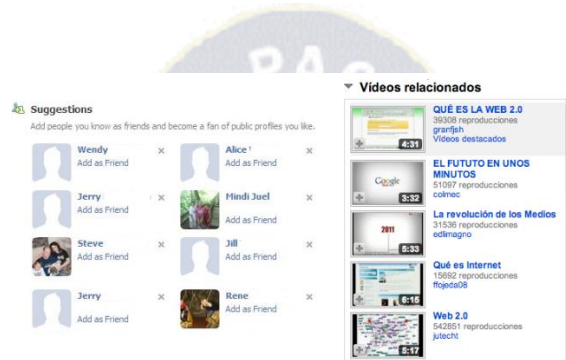 Suggestions
Add people you know as friends and become a fan of public profiles you like.
Wendy
Add as Friend
Alice
Add as Friend
Jerry
Add as Friend
Mindi Juel
Add as Friend
Steve
Add as Friend
Jill
Add as Friend
Jerry
Add as Friend
Rene
Add as Friend
Vídeos relacionados
4:31
QUÉ ES LA WEB 2.0
39308 reproducciones
granfjsh
Vídeos destacados
Google
3:32
EL FUTUTO EN UNOS
MINUTOS
51097 reproducciones
colmec
2011
5:33
La revolución de los Medios
31536 reproducciones
edlimagno
6:15
Qué es Internet
15692 reproducciones
ffojeda08
5:17
Web 2.0
542851 reproducciones
jutecht